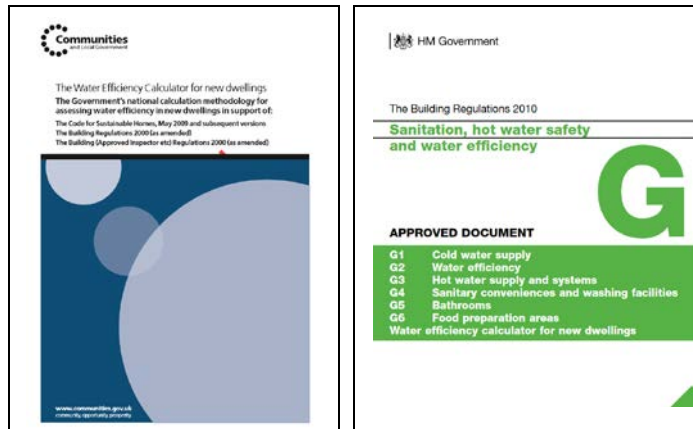 Communities
and Local Government
The Water Efficiency Calculator for new dwellings
The Government's national calculation methodology for
assessing water efficiency in new dwellings in support of:
The Code for Sustainable Homes, May 2009 and subsequent versions
The Building Regulations 2000 (as amended)
The Building (Approved Inspector etc) Regulations 2000 (as amended)
www.communities.gov.uk
community, opportunity, prosperity
HM Government
The Building Regulations 2010
Sanitation, hot water safety
and water efficiency
G
APPROVED DOCUMENT
G1 Cold water supply
G2 Water efficiency
G3 Hot water supply and systems
G4 Sanitary conveniences and washing facilities
G5 Bathrooms
G6 Food preparation areas
Water efficiency calculator for new dwellings